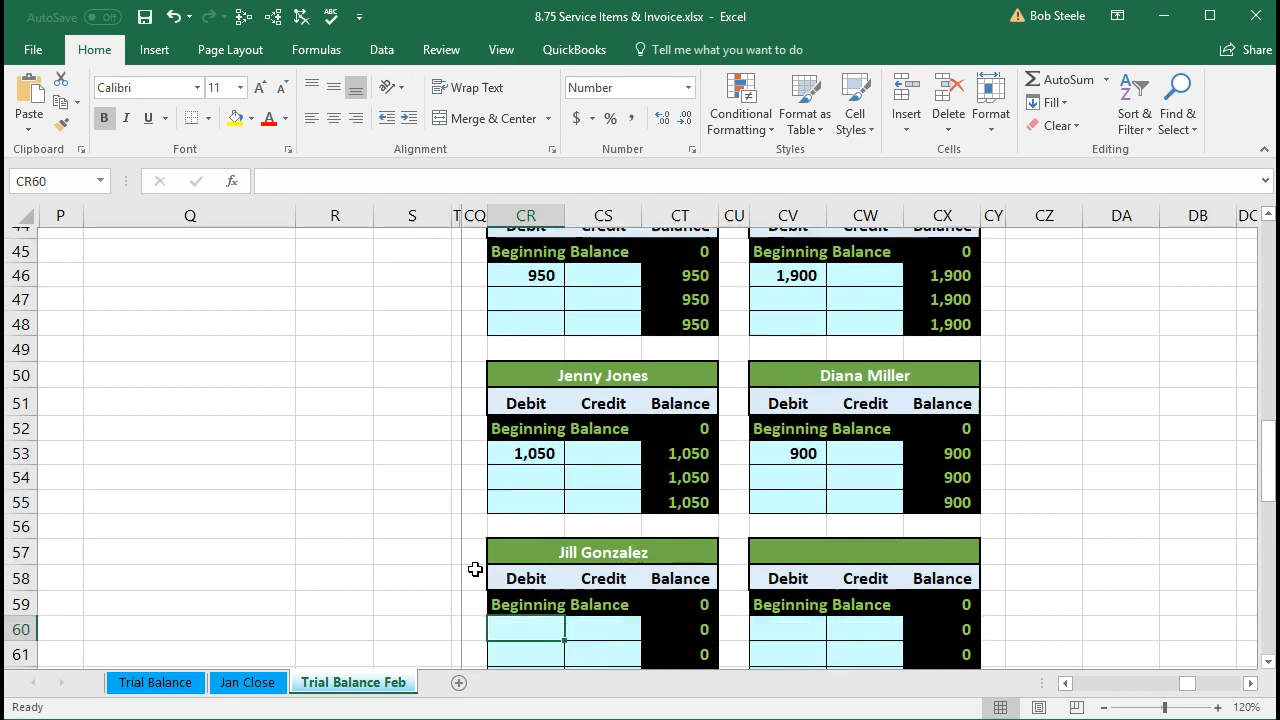 AutoSave Off 8.75 Service Items & Invoice.xlsx - Excel Bob Steele
File Home Insert Page Layout Formulas Data Review View QuickBooks Tell me what you want to do Share
Calibri 11 Wrap Text Number AutoSum
Paste B I U A Merge & Center $ % , Conditional Formatting Format as Table Cell Styles Insert Delete Format Fill Clear Sort & Filter Find & Select
Clipboard Font Alignment Number Styles Cells Editing
CR60 fx
P Q R S T CQ CR CS CT CU CV CW CX CY CZ DA DB DC
44 Debit Credit Balance Debit Credit Balance
45 Beginning Balance 0 Beginning Balance 0
46 950 950 1,900 1,900
47 950 1,900
48 950 1,900
49
50 Jenny Jones Diana Miller
51 Debit Credit Balance Debit Credit Balance
52 Beginning Balance 0 Beginning Balance 0
53 1,050 1,050 900 900
54 1,050 900
55 1,050 900
56
57 Jill Gonzalez
58 Debit Credit Balance Debit Credit Balance
59 Beginning Balance 0 Beginning Balance 0
60 0 0
61 0 0
Trial Balance Jan Close Trial Balance Feb
Ready 120%